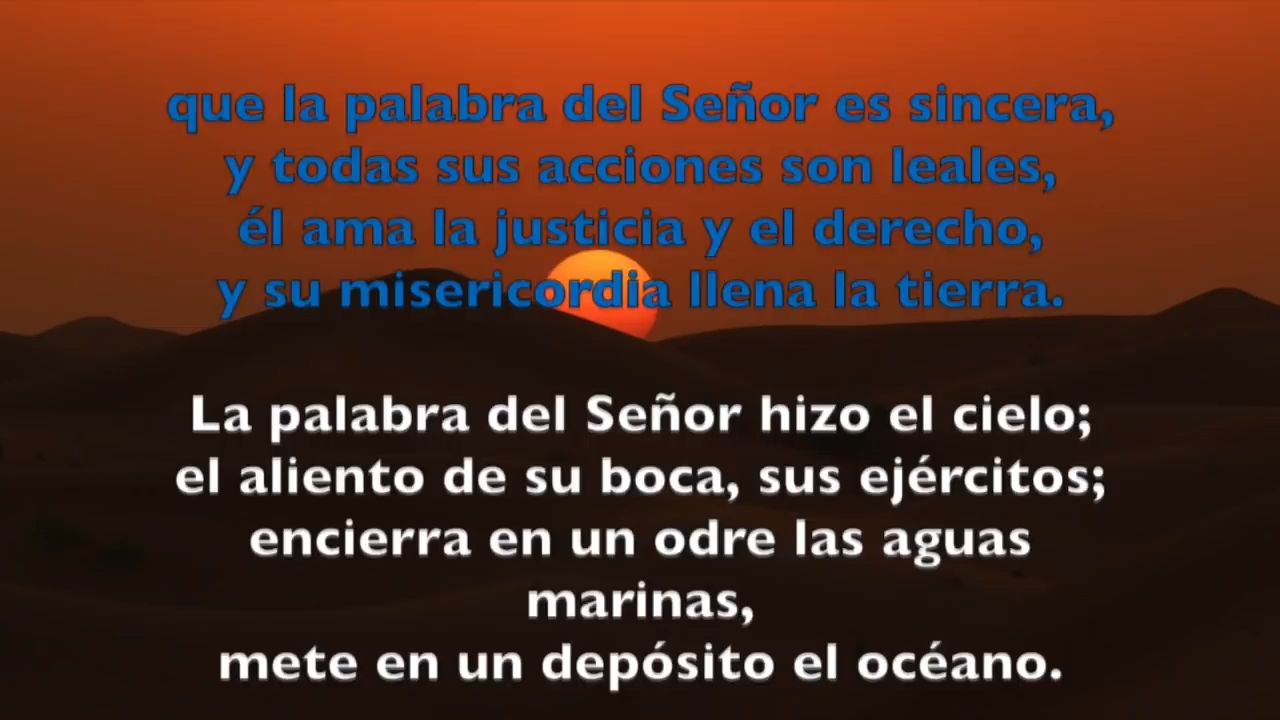 que la palabra del Señor es sincera,
y todas sus acciones son leales,
él ama la justicia y el derecho,
y su misericordia llena la tierra.
La palabra del Señor hizo el cielo;
el aliento de su boca, sus ejércitos;
encierra en un odre las aguas
marinas,
mete en un depósito el océano.